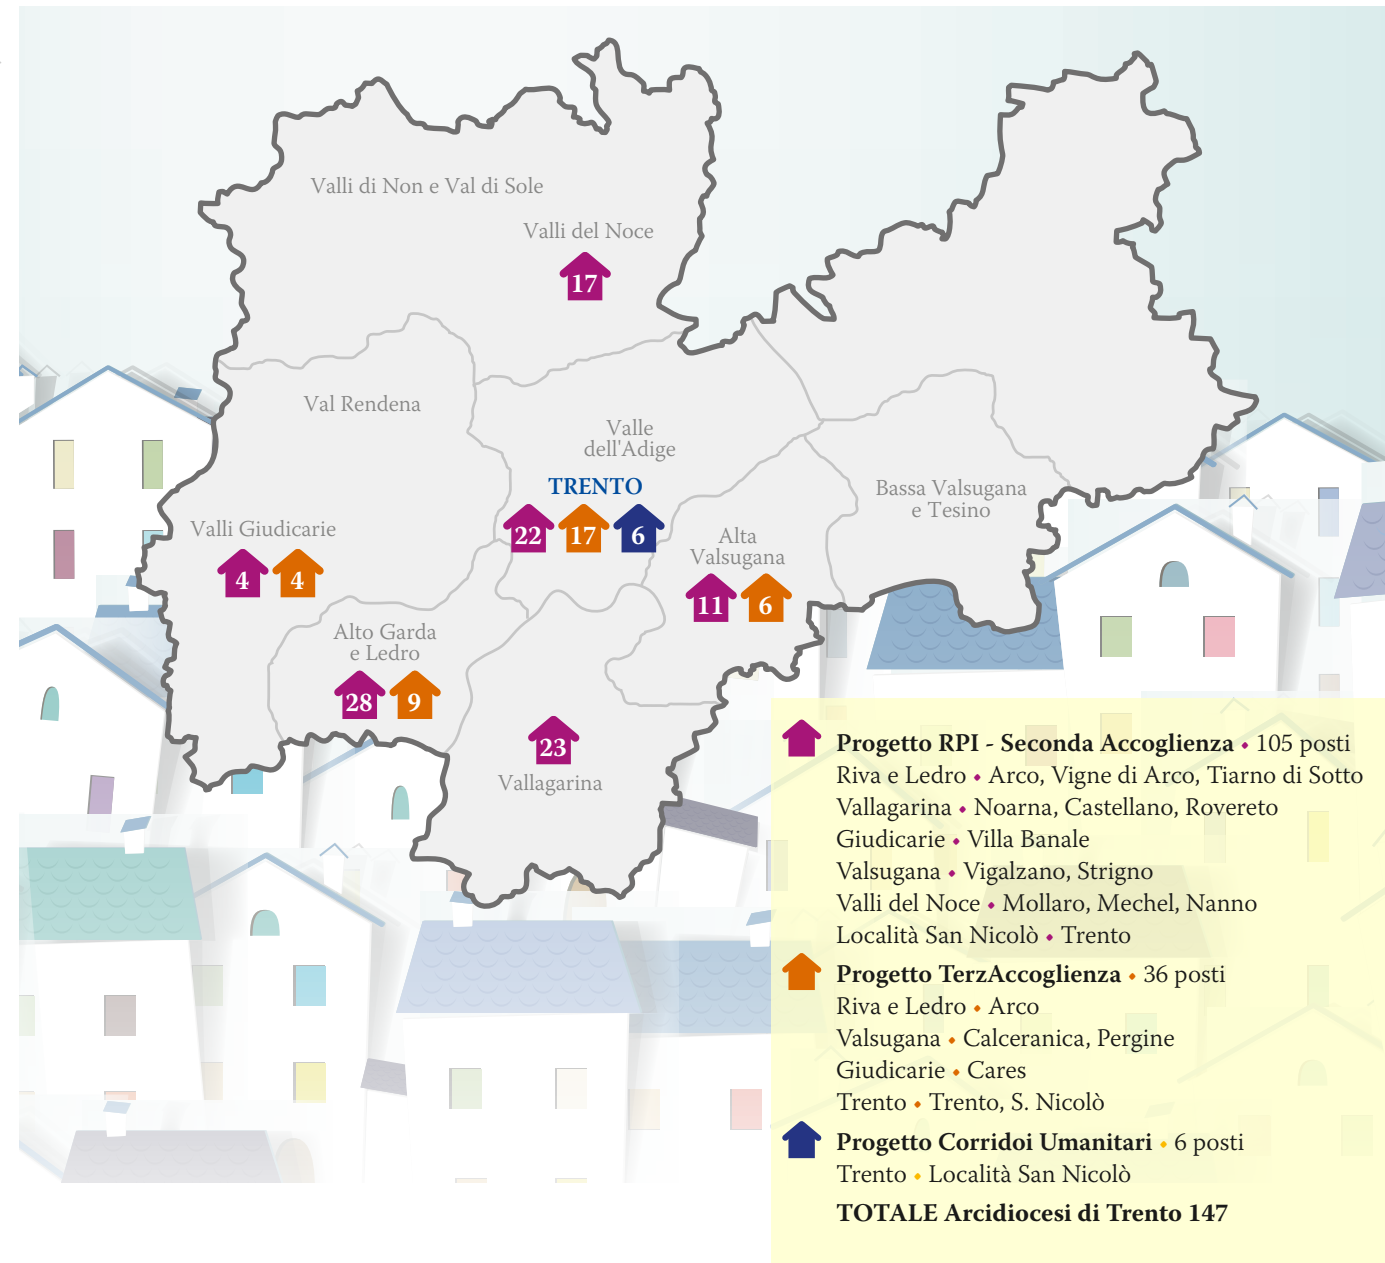 Valli di Non e Val di Sole
Valli del Noce
17
Val Rendena
Valle
dell'Adige
TRENTO
22 17 6
Bassa Valsugana
e Tesino
Valli Giudicarie
4 4
Alta
Valsugana
11 6
Alto Garda
e Ledro
28 9
23
Vallagarina
Progetto RPI - Seconda Accoglienza • 105 posti
Riva e Ledro • Arco, Vigne di Arco, Tiarno di Sotto
Vallagarina • Noarna, Castellano, Rovereto
Giudicarie • Villa Banale
Valsugana • Vigalzano, Strigno
Valli del Noce • Mollaro, Mechel, Nanno
Località San Nicolò • Trento
Progetto TerzAccoglienza • 36 posti
Riva e Ledro • Arco
Valsugana • Calceranica, Pergine
Giudicarie • Cares
Trento • Trento, S. Nicolò
Progetto Corridoi Umanitari • 6 posti
Trento • Località San Nicolò
TOTALE Arcidiocesi di Trento 147